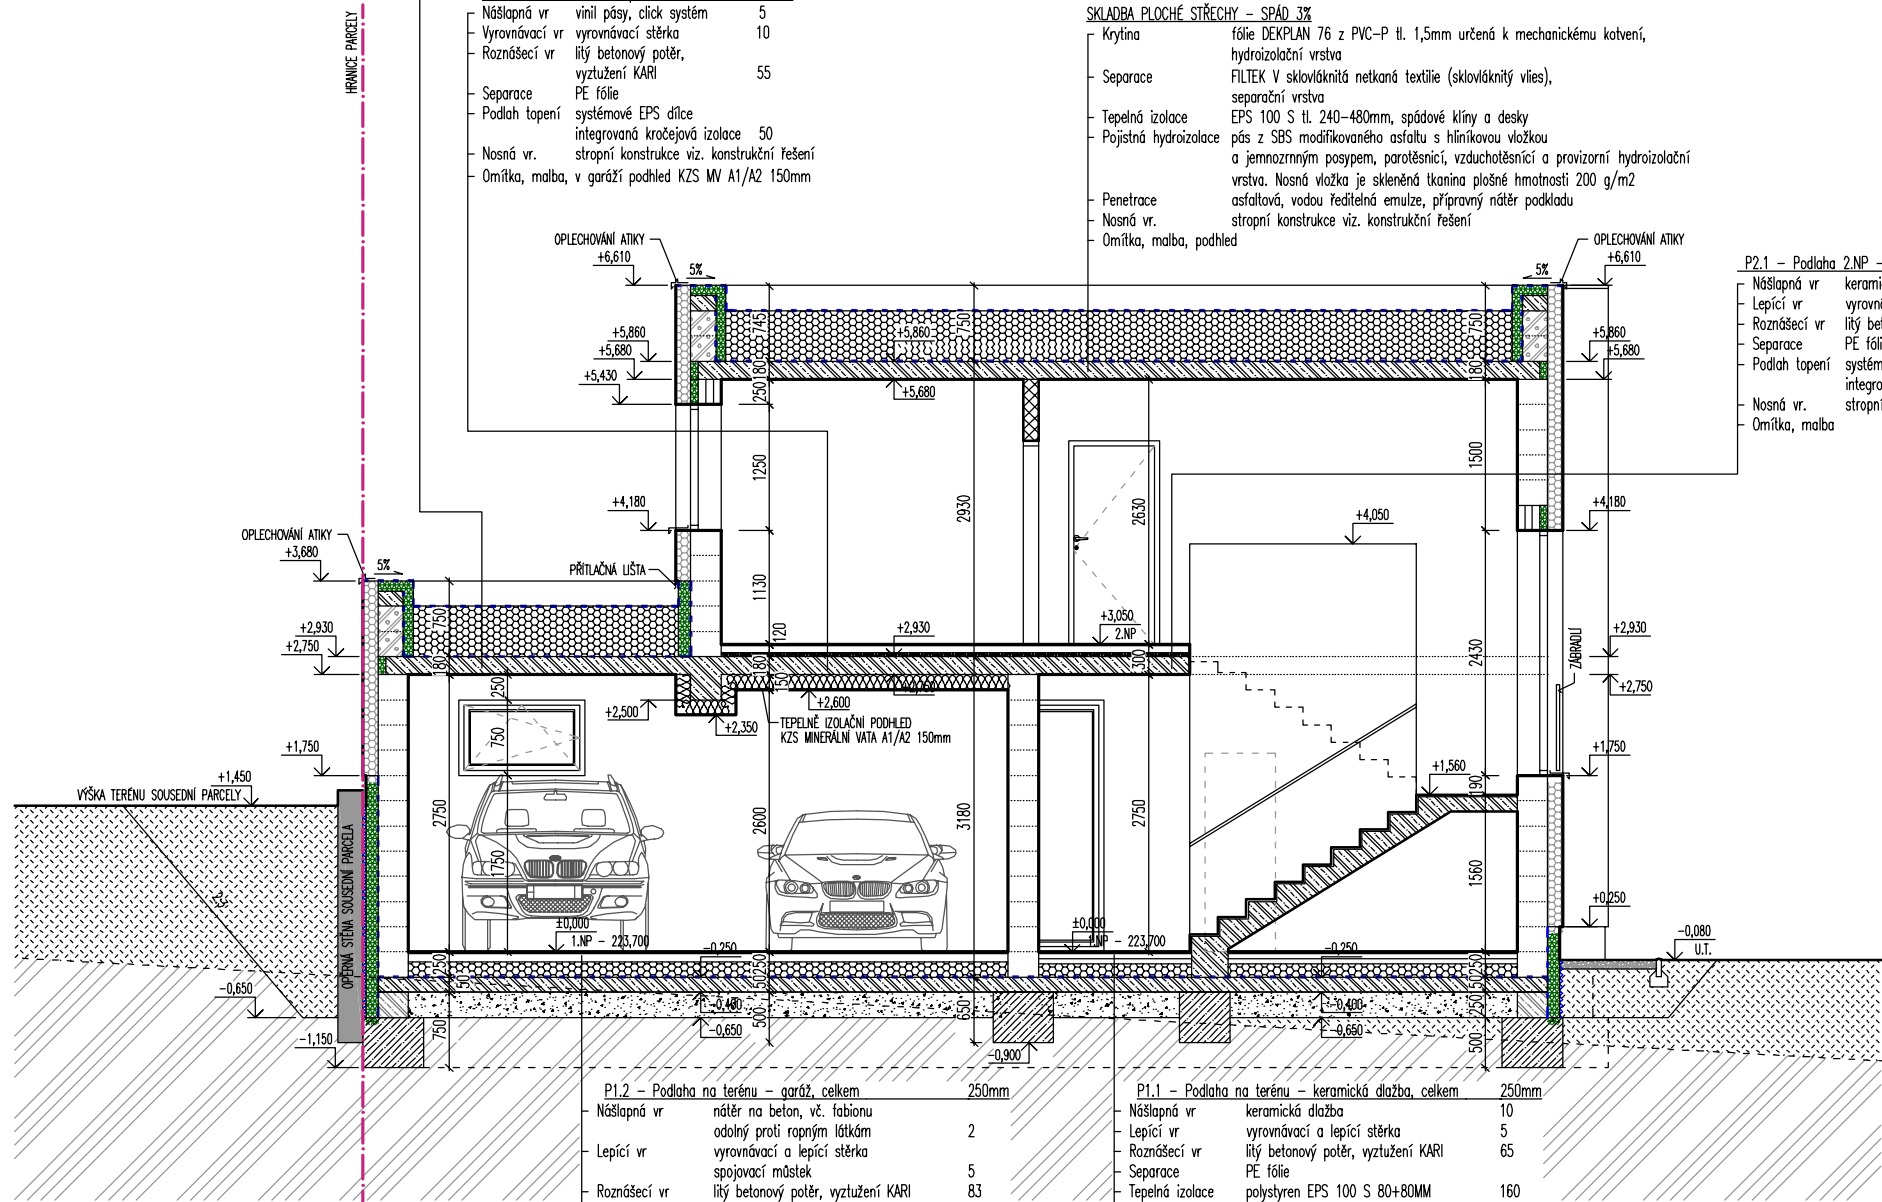 Nášlapná vr vinil pásy, click systém 5
Vyrovnávací vr vyrovnávací stěrka 10
Roznášecí vr litý betonový potěr,
vyztužení KARI 55
Separace PE fólie
Podlah topení systémové EPS dílce
integrovaná kročejová izolace 50
Nosná vr. stropní konstrukce viz. konstrukční řešení
Omítka, malba, v garáží podhled KZS MV A1/A2 150mm
HRANICE PARCELY
SKLADBA PLOCHÉ STŘECHY – SPÁD 3%
Krytina fólie DEKPLAN 76 z PVC-P tl. 1,5mm určená k mechanickému kotvení,
hydroizolační vrstva
Separace FILTEK V sklovláknitá netkaná textilie (sklovláknitý vlies),
separační vrstva
Tepelná izolace EPS 100 S tl. 240-480mm, spádové klíny a desky
Pojistná hydroizolace pás z SBS modifikovaného asfaltu s hliníkovou vložkou
a jemnozrnným posypem, parotěsnicí, vzduchotěsnící a provizorní hydroizolační
vrstva. Nosná vložka je skleněná tkanina plošné hmotnosti 200 g/m2
Penetrace asfaltová, vodou ředitelná emulze, přípravný nátěr podkladu
Nosná vr. stropní konstrukce viz. konstrukční řešení
Omítka, malba, podhled
P2.1 – Podlaha 2.NP –
Nášlapná vr
Lepící vr
Roznášecí vr
Separace
Podlah topení
Nosná vr.
Omítka, malba
OPLECHOVÁNÍ ATIKY
+6,610
5%
+5,860
+5,680
+5,430
+4,180
745
180
250
1250
1130
120
180
150
750
+5,860
+5,680
2930
2630
OPLECHOVÁNÍ ATIKY
5%
+6,610
+5,860
+5,680
+4,180
750
180
1500
2430
+4,050
+3,050
2.NP
+2,930
300
+2,930
+2,750
ZÁBRADLÍ
+1,750
+0,250
-0,080
U.T.
OPLECHOVÁNÍ ATIKY
+3,680
5%
PŘÍTLAČNÁ LIŠTA
750
+2,930
+2,750
180
250
750
1750
+2,500
+2,350
+2,600
+2,750
TEPELNĚ IZOLAČNÍ PODHLED
KZS MINERÁLNÍ VATA A1/A2 150mm
+1,750
+1,450
VÝŠKA TERÉNU SOUSEDNÍ PARCELY
OPĚRNÁ STĚNA SOUSEDNÍ PARCELA
2750
2600
3180
2750
+1,560
190
1560
±0,000
1.NP – 223,700
±0,000
1.NP – 223,700
-0,250
-0,250
-0,400
-0,400
-0,650
-0,650
-0,650
-1,150
-0,900
250
750
250
500
650
250
250
500
P1.2 – Podlaha na terénu – garáž, celkem 250mm
Nášlapná vr nátěr na beton, vč. fabionu
odolný proti ropným látkám 2
Lepící vr vyrovnávací a lepící stěrka
spojovací můstek 5
Roznášecí vr litý betonový potěr, vyztužení KARI 83
P1.1 – Podlaha na terénu – keramická dlažba, celkem 250mm
Nášlapná vr keramická dlažba 10
Lepící vr vyrovnávací a lepící stěrka 5
Roznášecí vr litý betonový potěr, vyztužení KARI 65
Separace PE fólie
Tepelná izolace polystyren EPS 100 S 80+80MM 160